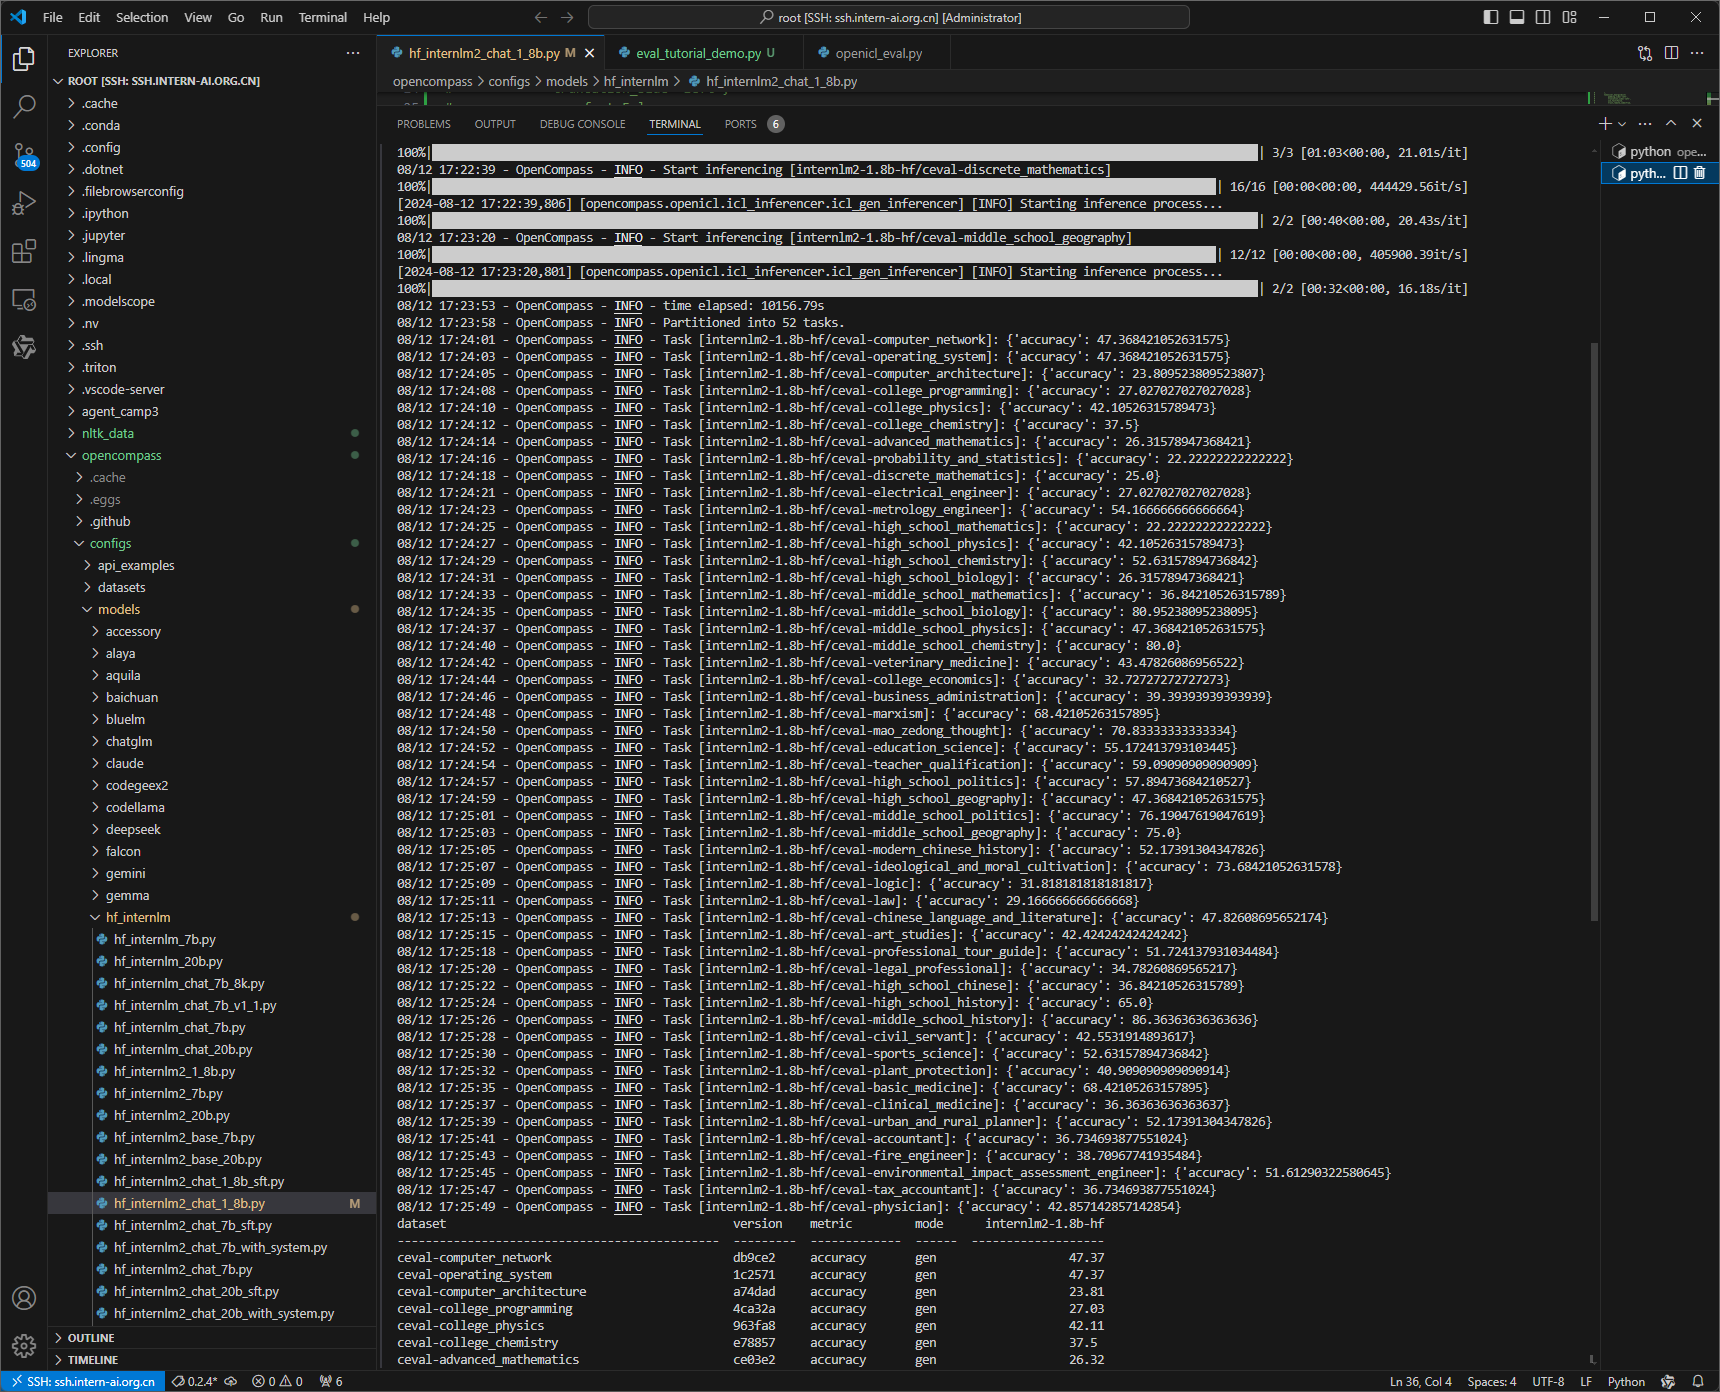 File Edit Selection View Go Run Terminal Help
root [SSH: ssh.intern-ai.org.cn] [Administrator]
EXPLORER
ROOT [SSH: SSH.INTERN-AI.ORG.CN]
.cache
.conda
.config
.dotnet
.filebrowserconfig
.ipython
.jupyter
.lingma
.local
.modelscope
.nv
.ssh
.triton
.vscode-server
agent_camp3
nltk_data
opencompass
.cache
.eggs
.github
configs
api_examples
datasets
models
accessory
alaya
aquila
baichuan
bluelm
chatglm
claude
codegeex2
codellama
deepseek
falcon
gemini
gemma
hf_internlm
hf_internlm_7b.py
hf_internlm_20b.py
hf_internlm_chat_7b_8k.py
hf_internlm_chat_7b_v1_1.py
hf_internlm_chat_7b.py
hf_internlm_chat_20b.py
hf_internlm2_1_8b.py
hf_internlm2_7b.py
hf_internlm2_20b.py
hf_internlm2_base_7b.py
hf_internlm2_base_20b.py
hf_internlm2_chat_1_8b_sft.py
hf_internlm2_chat_1_8b.py M
hf_internlm2_chat_7b_sft.py
hf_internlm2_chat_7b_with_system.py
hf_internlm2_chat_7b.py
hf_internlm2_chat_20b_sft.py
hf_internlm2_chat_20b_with_system.py
OUTLINE
TIMELINE
504
hf_internlm2_chat_1_8b.py M
eval_tutorial_demo.py U
openicl_eval.py
opencompass > configs > models > hf_internlm > hf_internlm2_chat_1_8b.py
PROBLEMS OUTPUT DEBUG CONSOLE TERMINAL PORTS 6
python ope...
pyth...
100%| | 3/3 [01:03<00:00, 21.01s/it]
08/12 17:22:39 - OpenCompass - INFO - Start inferencing [internlm2-1.8b-hf/ceval-discrete_mathematics]
100%| | 16/16 [00:00<00:00, 444429.56it/s]
[2024-08-12 17:22:39,806] [opencompass.openicl.icl_inferencer.icl_gen_inferencer] [INFO] Starting inference process...
100%| | 2/2 [00:40<00:00, 20.43s/it]
08/12 17:23:20 - OpenCompass - INFO - Start inferencing [internlm2-1.8b-hf/ceval-middle_school_geography]
100%| | 12/12 [00:00<00:00, 405900.39it/s]
[2024-08-12 17:23:20,801] [opencompass.openicl.icl_inferencer.icl_gen_inferencer] [INFO] Starting inference process...
100%| | 2/2 [00:32<00:00, 16.18s/it]
08/12 17:23:53 - OpenCompass - INFO - time elapsed: 10156.79s
08/12 17:23:58 - OpenCompass - INFO - Partitioned into 52 tasks.
08/12 17:24:01 - OpenCompass - INFO - Task [internlm2-1.8b-hf/ceval-computer_network]: {'accuracy': 47.368421052631575}
08/12 17:24:03 - OpenCompass - INFO - Task [internlm2-1.8b-hf/ceval-operating_system]: {'accuracy': 47.368421052631575}
08/12 17:24:05 - OpenCompass - INFO - Task [internlm2-1.8b-hf/ceval-computer_architecture]: {'accuracy': 23.809523809523807}
08/12 17:24:08 - OpenCompass - INFO - Task [internlm2-1.8b-hf/ceval-college_programming]: {'accuracy': 27.027027027027028}
08/12 17:24:10 - OpenCompass - INFO - Task [internlm2-1.8b-hf/ceval-college_physics]: {'accuracy': 42.10526315789473}
08/12 17:24:12 - OpenCompass - INFO - Task [internlm2-1.8b-hf/ceval-college_chemistry]: {'accuracy': 37.5}
08/12 17:24:14 - OpenCompass - INFO - Task [internlm2-1.8b-hf/ceval-advanced_mathematics]: {'accuracy': 26.31578947368421}
08/12 17:24:16 - OpenCompass - INFO - Task [internlm2-1.8b-hf/ceval-probability_and_statistics]: {'accuracy': 22.22222222222222}
08/12 17:24:18 - OpenCompass - INFO - Task [internlm2-1.8b-hf/ceval-discrete_mathematics]: {'accuracy': 25.0}
08/12 17:24:21 - OpenCompass - INFO - Task [internlm2-1.8b-hf/ceval-electrical_engineer]: {'accuracy': 27.027027027027028}
08/12 17:24:23 - OpenCompass - INFO - Task [internlm2-1.8b-hf/ceval-metrology_engineer]: {'accuracy': 54.166666666666664}
08/12 17:24:25 - OpenCompass - INFO - Task [internlm2-1.8b-hf/ceval-high_school_mathematics]: {'accuracy': 22.22222222222222}
08/12 17:24:27 - OpenCompass - INFO - Task [internlm2-1.8b-hf/ceval-high_school_physics]: {'accuracy': 42.10526315789473}
08/12 17:24:29 - OpenCompass - INFO - Task [internlm2-1.8b-hf/ceval-high_school_chemistry]: {'accuracy': 52.63157894736842}
08/12 17:24:31 - OpenCompass - INFO - Task [internlm2-1.8b-hf/ceval-high_school_biology]: {'accuracy': 26.31578947368421}
08/12 17:24:33 - OpenCompass - INFO - Task [internlm2-1.8b-hf/ceval-middle_school_mathematics]: {'accuracy': 36.84210526315789}
08/12 17:24:35 - OpenCompass - INFO - Task [internlm2-1.8b-hf/ceval-middle_school_biology]: {'accuracy': 80.95238095238095}
08/12 17:24:37 - OpenCompass - INFO - Task [internlm2-1.8b-hf/ceval-middle_school_physics]: {'accuracy': 47.368421052631575}
08/12 17:24:40 - OpenCompass - INFO - Task [internlm2-1.8b-hf/ceval-middle_school_chemistry]: {'accuracy': 80.0}
08/12 17:24:42 - OpenCompass - INFO - Task [internlm2-1.8b-hf/ceval-veterinary_medicine]: {'accuracy': 43.47826086956522}
08/12 17:24:44 - OpenCompass - INFO - Task [internlm2-1.8b-hf/ceval-college_economics]: {'accuracy': 32.72727272727273}
08/12 17:24:46 - OpenCompass - INFO - Task [internlm2-1.8b-hf/ceval-business_administration]: {'accuracy': 39.39393939393939}
08/12 17:24:48 - OpenCompass - INFO - Task [internlm2-1.8b-hf/ceval-marxism]: {'accuracy': 68.42105263157895}
08/12 17:24:50 - OpenCompass - INFO - Task [internlm2-1.8b-hf/ceval-mao_zedong_thought]: {'accuracy': 70.83333333333334}
08/12 17:24:52 - OpenCompass - INFO - Task [internlm2-1.8b-hf/ceval-education_science]: {'accuracy': 55.172413793103445}
08/12 17:24:54 - OpenCompass - INFO - Task [internlm2-1.8b-hf/ceval-teacher_qualification]: {'accuracy': 59.09090909090909}
08/12 17:24:57 - OpenCompass - INFO - Task [internlm2-1.8b-hf/ceval-high_school_politics]: {'accuracy': 57.89473684210527}
08/12 17:24:59 - OpenCompass - INFO - Task [internlm2-1.8b-hf/ceval-high_school_geography]: {'accuracy': 47.368421052631575}
08/12 17:25:01 - OpenCompass - INFO - Task [internlm2-1.8b-hf/ceval-middle_school_politics]: {'accuracy': 76.19047619047619}
08/12 17:25:03 - OpenCompass - INFO - Task [internlm2-1.8b-hf/ceval-middle_school_geography]: {'accuracy': 75.0}
08/12 17:25:05 - OpenCompass - INFO - Task [internlm2-1.8b-hf/ceval-modern_chinese_history]: {'accuracy': 52.17391304347826}
08/12 17:25:07 - OpenCompass - INFO - Task [internlm2-1.8b-hf/ceval-ideological_and_moral_cultivation]: {'accuracy': 73.68421052631578}
08/12 17:25:09 - OpenCompass - INFO - Task [internlm2-1.8b-hf/ceval-logic]: {'accuracy': 31.818181818181817}
08/12 17:25:11 - OpenCompass - INFO - Task [internlm2-1.8b-hf/ceval-law]: {'accuracy': 29.166666666666668}
08/12 17:25:13 - OpenCompass - INFO - Task [internlm2-1.8b-hf/ceval-chinese_language_and_literature]: {'accuracy': 47.82608695652174}
08/12 17:25:15 - OpenCompass - INFO - Task [internlm2-1.8b-hf/ceval-art_studies]: {'accuracy': 42.42424242424242}
08/12 17:25:18 - OpenCompass - INFO - Task [internlm2-1.8b-hf/ceval-professional_tour_guide]: {'accuracy': 51.724137931034484}
08/12 17:25:20 - OpenCompass - INFO - Task [internlm2-1.8b-hf/ceval-legal_professional]: {'accuracy': 34.78260869565217}
08/12 17:25:22 - OpenCompass - INFO - Task [internlm2-1.8b-hf/ceval-high_school_chinese]: {'accuracy': 36.84210526315789}
08/12 17:25:24 - OpenCompass - INFO - Task [internlm2-1.8b-hf/ceval-high_school_history]: {'accuracy': 65.0}
08/12 17:25:26 - OpenCompass - INFO - Task [internlm2-1.8b-hf/ceval-middle_school_history]: {'accuracy': 86.36363636363636}
08/12 17:25:28 - OpenCompass - INFO - Task [internlm2-1.8b-hf/ceval-civil_servant]: {'accuracy': 42.5531914893617}
08/12 17:25:30 - OpenCompass - INFO - Task [internlm2-1.8b-hf/ceval-sports_science]: {'accuracy': 52.63157894736842}
08/12 17:25:32 - OpenCompass - INFO - Task [internlm2-1.8b-hf/ceval-plant_protection]: {'accuracy': 40.909090909090914}
08/12 17:25:35 - OpenCompass - INFO - Task [internlm2-1.8b-hf/ceval-basic_medicine]: {'accuracy': 68.42105263157895}
08/12 17:25:37 - OpenCompass - INFO - Task [internlm2-1.8b-hf/ceval-clinical_medicine]: {'accuracy': 36.36363636363637}
08/12 17:25:39 - OpenCompass - INFO - Task [internlm2-1.8b-hf/ceval-urban_and_rural_planner]: {'accuracy': 52.17391304347826}
08/12 17:25:41 - OpenCompass - INFO - Task [internlm2-1.8b-hf/ceval-accountant]: {'accuracy': 36.734693877551024}
08/12 17:25:43 - OpenCompass - INFO - Task [internlm2-1.8b-hf/ceval-fire_engineer]: {'accuracy': 38.70967741935484}
08/12 17:25:45 - OpenCompass - INFO - Task [internlm2-1.8b-hf/ceval-environmental_impact_assessment_engineer]: {'accuracy': 51.61290322580645}
08/12 17:25:47 - OpenCompass - INFO - Task [internlm2-1.8b-hf/ceval-tax_accountant]: {'accuracy': 36.734693877551024}
08/12 17:25:49 - OpenCompass - INFO - Task [internlm2-1.8b-hf/ceval-physician]: {'accuracy': 42.857142857142854}
dataset version metric mode internlm2-1.8b-hf
---------------------------------------------- --------- ------------- ------ -------------------
ceval-computer_network db9ce2 accuracy gen 47.37
ceval-operating_system 1c2571 accuracy gen 47.37
ceval-computer_architecture a74dad accuracy gen 23.81
ceval-college_programming 4ca32a accuracy gen 27.03
ceval-college_physics 963fa8 accuracy gen 42.11
ceval-college_chemistry e78857 accuracy gen 37.5
ceval-advanced_mathematics ce03e2 accuracy gen 26.32
SSH: ssh.intern-ai.org.cn 0.2.4* 0 0 6
Ln 36, Col 4 Spaces: 4 UTF-8 LF Python